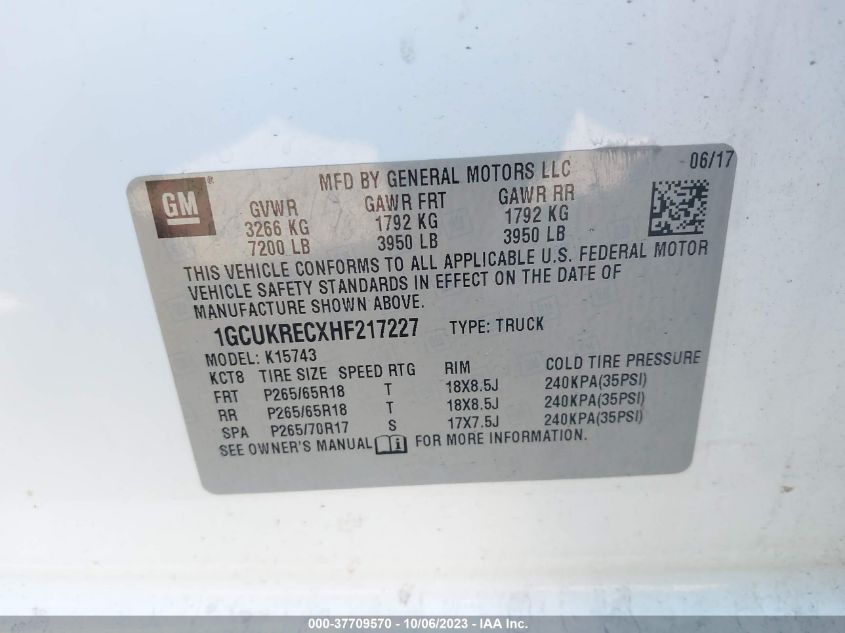 06/17
GM®
MFD BY GENERAL MOTORS LLC
GVWR GAWR FRT GAWR RR
3266 KG 1792 KG 1792 KG
7200 LB 3950 LB 3950 LB
THIS VEHICLE CONFORMS TO ALL APPLICABLE U.S. FEDERAL MOTOR
VEHICLE SAFETY STANDARDS IN EFFECT ON THE DATE OF
MANUFACTURE SHOWN ABOVE.
1GCUKRECXHF217227 TYPE: TRUCK
MODEL: K15743
KCT8 TIRE SIZE SPEED RTG RIM COLD TIRE PRESSURE
FRT P265/65R18 T 18X8.5J 240KPA(35PSI)
RR P265/65R18 T 18X8.5J 240KPA(35PSI)
SPA P265/70R17 S 17X7.5J 240KPA(35PSI)
SEE OWNER'S MANUAL FOR MORE INFORMATION.
000-37709570 - 10/06/2023 - IAA Inc.